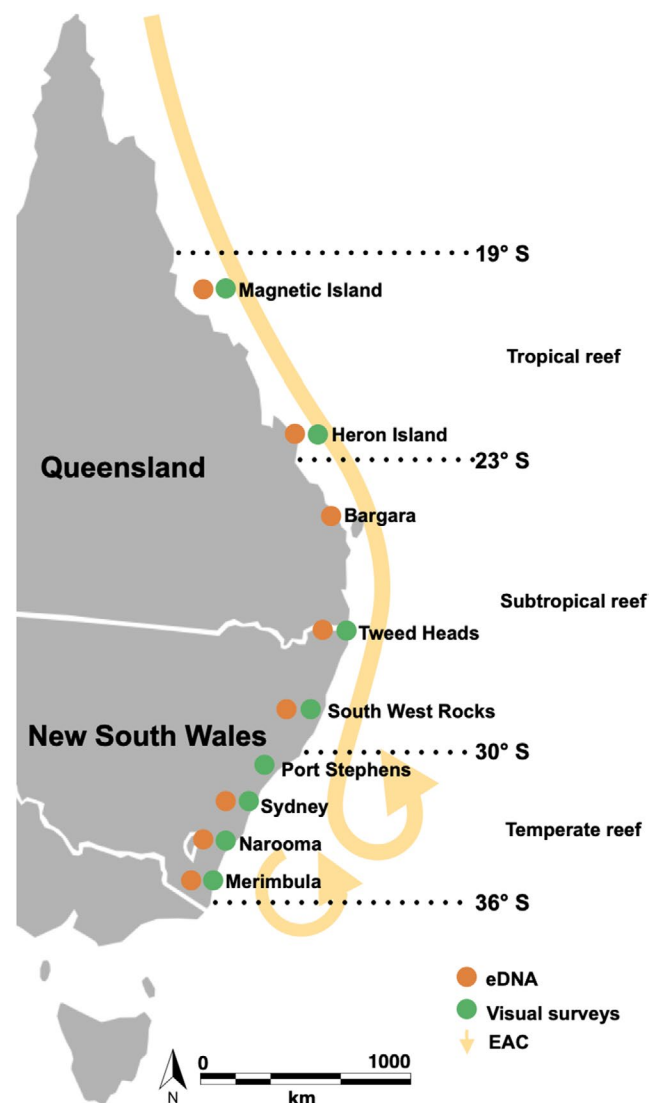 19° S
Magnetic Island
Tropical reef
Heron Island
Queensland
23° S
Bargara
Subtropical reef
Tweed Heads
South West Rocks
New South Wales
30° S
Port Stephens
Sydney
Temperate reef
Narooma
Merimbula
36° S
eDNA
Visual surveys
EAC
0 1000
km
N